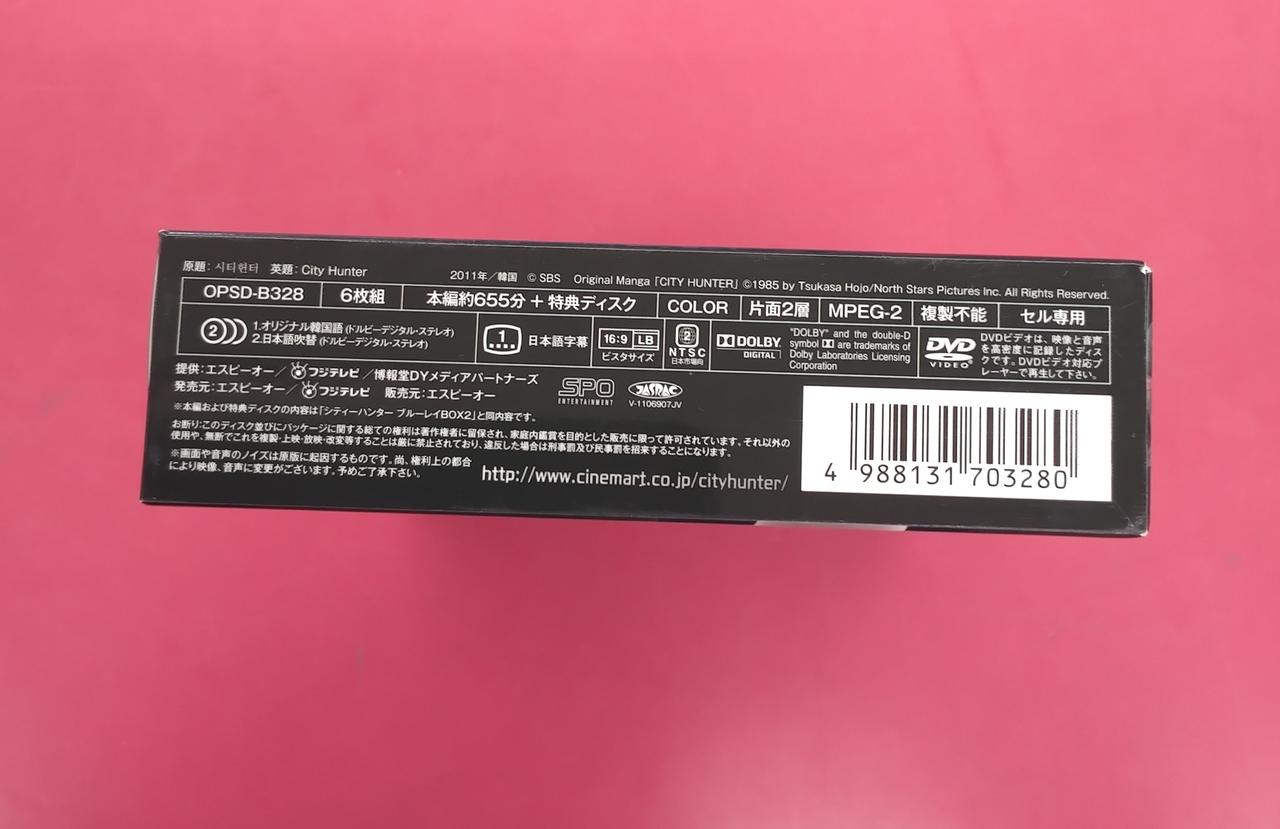 原題：시티헌터　英題：City Hunter
2011年／韓国　© SBS　Original Manga「CITY HUNTER」©1985 by Tsukasa Hojo/North Stars Pictures Inc. All Rights Reserved.
OPSD-B328　6枚組　本編約655分＋特典ディスク　COLOR　片面2層　MPEG-2　複製不能　セル専用
2
1.オリジナル韓国語(ドルビーデジタル・ステレオ)
2.日本語吹替(ドルビーデジタル・ステレオ)
1
日本語字幕
16:9 LB
ビスタサイズ
2
NTSC
日本市場向
DOLBY
DIGITAL
"DOLBY" and the double-D
symbol are trademarks of
Dolby Laboratories Licensing
Corporation
DVD
VIDEO
DVDビデオは、映像と音声
を高密度に記録したディス
クです。DVDビデオ対応プ
レーヤーで再生して下さい。
提供：エスピーオー／フジテレビ／博報堂DYメディアパートナーズ
発売元：エスピーオー／フジテレビ　販売元：エスピーオー
SPO
ENTERTAINMENT
JASRAC
V-1106907JV
※本編および特典ディスクの内容は「シティーハンター ブルーレイBOX2」と同内容です。
お断り:このディスク並びにパッケージに関する総ての権利は著作権者に留保され、家庭内鑑賞を目的とした販売に限って許可されています。それ以外の
使用や、無断でこれを複製・上映・放映・改変等することは厳に禁止されており、違反した場合は刑事罰及び民事罰を招来することになります。
※画面や音声のノイズは原版に起因するものです。尚、権利上の都合
により映像、音声に変更がございます。予めご了承下さい。
http://www.cinemart.co.jp/cityhunter/
4 988131 703280